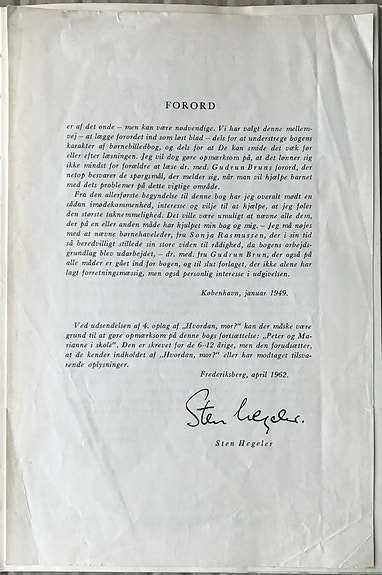 FORORD
er af det onde – men kan være nødvendige. Vi har valgt denne mellem-
vej – at lægge forordet ind som løst blad – dels for at understrege bogens
karakter af børnebilledbog, og dels for at De kan smide det væk før
eller efter læsningen. Jeg vil dog gøre opmærksom på, at det lønner sig
ikke mindst for forældre at læse dr. med. Gudrun Bruns forord, der
netop besvarer de spørgsmål, der melder sig, når man vil hjælpe barnet
med dets problemer på dette vigtige område.
Fra den allerførste begyndelse til denne bog har jeg overalt mødt en
sådan imødekommenhed, interesse og vilje til at hjælpe, at jeg føler
den største taknemmelighed. Det ville være umuligt at nævne alle dem,
der på en eller anden måde har hjulpet min bog og mig. – Jeg må nøjes
med at nævne børnehaveleder, fru Sonja Rasmussen, der i sin tid
så beredvilligt stillede sin store viden til rådighed, da bogens arbejds-
grundlag blev udarbejdet, – dr. med. fru Gudrun Brun, der også på
alle måder er gået ind for bogen, og til slut forlaget, der ikke alene har
lagt forretningsmæssig, men også personlig interesse i udgivelsen.
København, januar 1949.
Ved udsendelsen af 4. oplag af „Hvordan, mor?" kan der måske være
grund til at gøre opmærksom på denne bogs fortsættelse: „Peter og Ma-
rianne i skole". Den er skrevet for de 6–12 årige, men den forudsætter,
at de kender indholdet af „Hvordan, mor?" eller har modtaget tilsva-
rende oplysninger.
Frederiksberg, april 1962.
Sten Hegeler.
Sten Hegeler